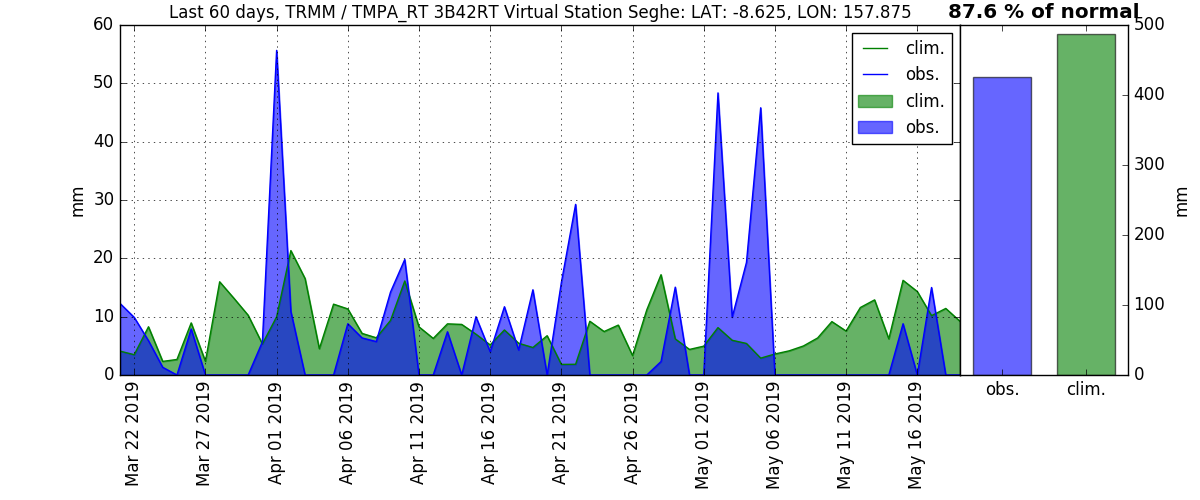 Last 60 days, TRMM / TMPA_RT 3B42RT Virtual Station Seghe: LAT: -8.625, LON: 157.875
87.6 % of normal
60
50
40
30
20
10
0
mm
clim.
obs.
clim.
obs.
Mar 22 2019
Mar 27 2019
Apr 01 2019
Apr 06 2019
Apr 11 2019
Apr 16 2019
Apr 21 2019
Apr 26 2019
May 01 2019
May 06 2019
May 11 2019
May 16 2019
500
400
300
200
100
0
mm
obs.
clim.